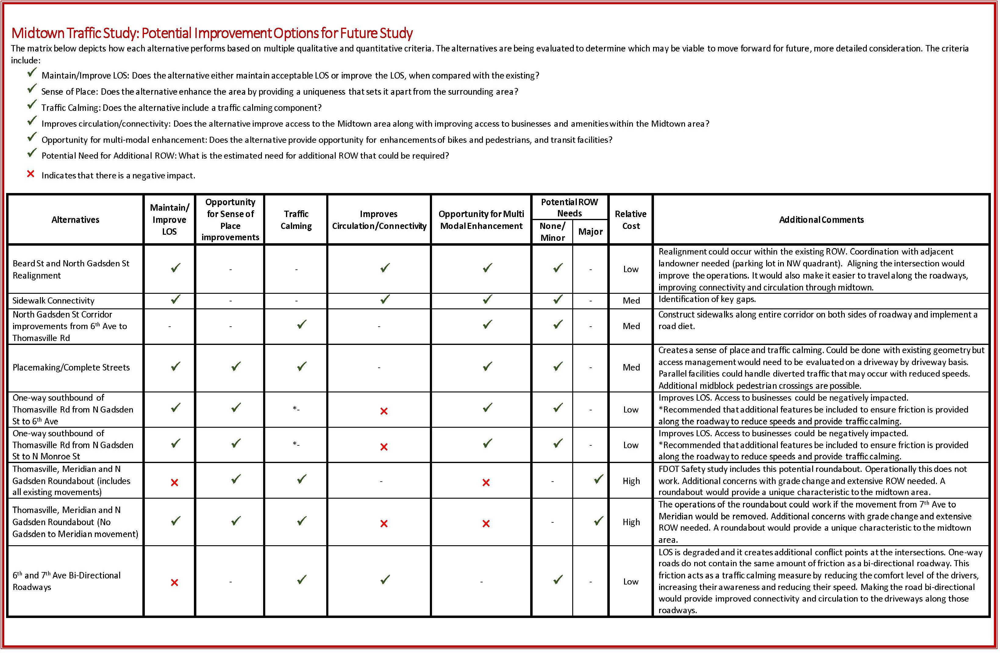 Midtown Traffic Study: Potential Improvement Options for Future Study
The matrix below depicts how each alternative performs based on multiple qualitative and quantitative criteria. The alternatives are being evaluated to determine which may be viable to move forward for future, more detailed consideration. The criteria
include:
✓ Maintain/Improve LOS: Does the alternative either maintain acceptable LOS or improve the LOS, when compared with the existing?
✓ Sense of Place: Does the alternative enhance the area by providing a uniqueness that sets it apart from the surrounding area?
✓ Traffic Calming: Does the alternative include a traffic calming component?
✓ Improves circulation/connectivity: Does the alternative improve access to the Midtown area along with improving access to businesses and amenities within the Midtown area?
✓ Opportunity for multi-modal enhancement: Does the alternative provide opportunity for enhancements of bikes and pedestrians, and transit facilities?
✓ Potential Need for Additional ROW: What is the estimated need for additional ROW that could be required?
× Indicates that there is a negative impact.
Alternatives
Maintain/
Improve
LOS
Opportunity
for Sense of
Place
improvements
Traffic
Calming
Improves
Circulation/Connectivity
Opportunity for Multi
Modal Enhancement
Potential ROW
Needs
None/
Minor
Major
Relative
Cost
Additional Comments
Beard St and North Gadsden St
Realignment
✓ - - ✓ ✓ ✓ - Low
Realignment could occur within the existing ROW. Coordination with adjacent
landowner needed (parking lot in NW quadrant). Aligning the intersection would
improve the operations. It would also make it easier to travel along the roadways,
improving connectivity and circulation through midtown.
Sidewalk Connectivity
✓ - - ✓ ✓ ✓ - Med
Identification of key gaps.
North Gadsden St Corridor
improvements from 6th Ave to
Thomasville Rd
- - ✓ - ✓ ✓ - Med
Construct sidewalks along entire corridor on both sides of roadway and implement a
road diet.
Placemaking/Complete Streets
✓ ✓ ✓ - ✓ ✓ - Med
Creates a sense of place and traffic calming. Could be done with existing geometry but
access management would need to be evaluated on a driveway by driveway basis.
Parallel facilities could handle diverted traffic that may occur with reduced speeds.
Additional midblock pedestrian crossings are possible.
One-way southbound of
Thomasville Rd from N Gadsden
St to 6th Ave
✓ ✓ *- × ✓ ✓ - Low
Improves LOS. Access to businesses could be negatively impacted.
*Recommended that additional features be included to ensure friction is provided
along the roadway to reduce speeds and provide traffic calming.
One-way southbound of
Thomasville Rd from N Gadsden
St to N Monroe St
✓ ✓ *- × ✓ ✓ - Low
Improves LOS. Access to businesses could be negatively impacted.
*Recommended that additional features be included to ensure friction is provided
along the roadway to reduce speeds and provide traffic calming.
Thomasville, Meridian and N
Gadsden Roundabout (includes
all existing movements)
× ✓ ✓ - × - ✓ High
FDOT Safety study includes this potential roundabout. Operationally this does not
work. Additional concerns with grade change and extensive ROW needed. A
roundabout would provide a unique characteristic to the midtown area.
Thomasville, Meridian and N
Gadsden Roundabout (No
Gadsden to Meridian movement)
✓ ✓ ✓ × × - ✓ High
The operations of the roundabout could work if the movement from 7th Ave to
Meridian would be removed. Additional concerns with grade change and extensive
ROW needed. A roundabout would provide a unique characteristic to the midtown
area.
6th and 7th Ave Bi-Directional
Roadways
× - ✓ ✓ - ✓ - Low
LOS is degraded and it creates additional conflict points at the intersections. One-way
roads do not contain the same amount of friction as a bi-directional roadway. This
friction acts as a traffic calming measure by reducing the comfort level of the drivers,
increasing their awareness and reducing their speed. Making the road bi-directional
would provide improved connectivity and circulation to the driveways along those
roadways.